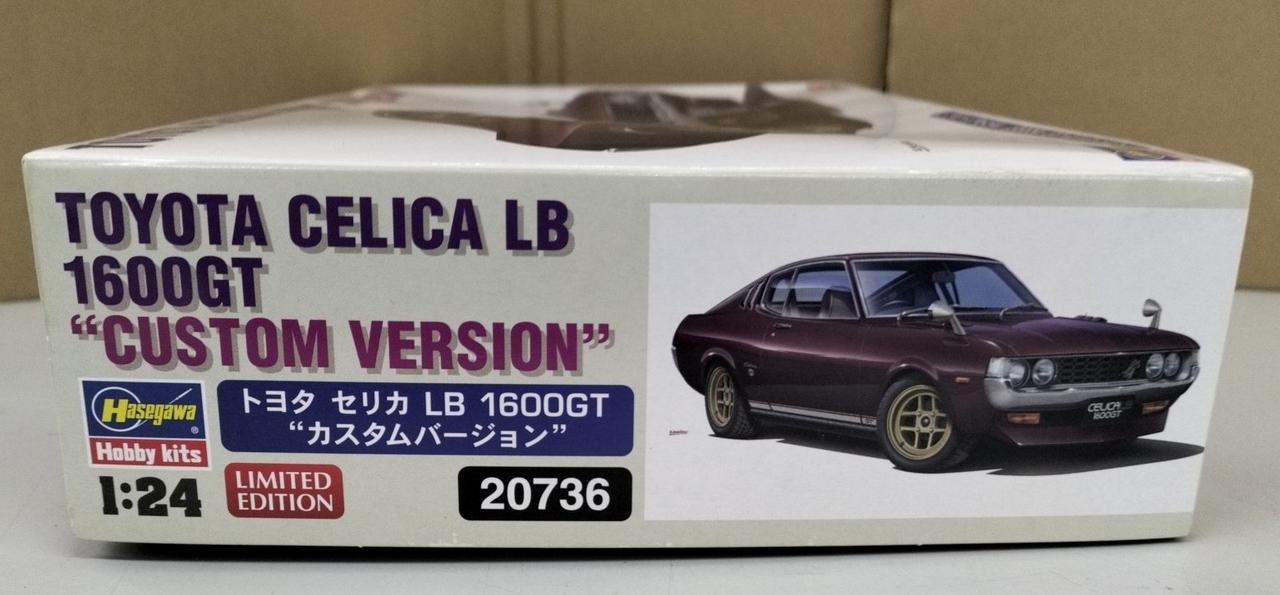 TOYOTA CELICA LB
1600GT
“CUSTOM VERSION”
Hasegawa®
Hobby kits
トヨタ セリカ LB 1600GT
“カスタムバージョン”
1:24
LIMITED
EDITION
20736
CELICA LB
1600GT